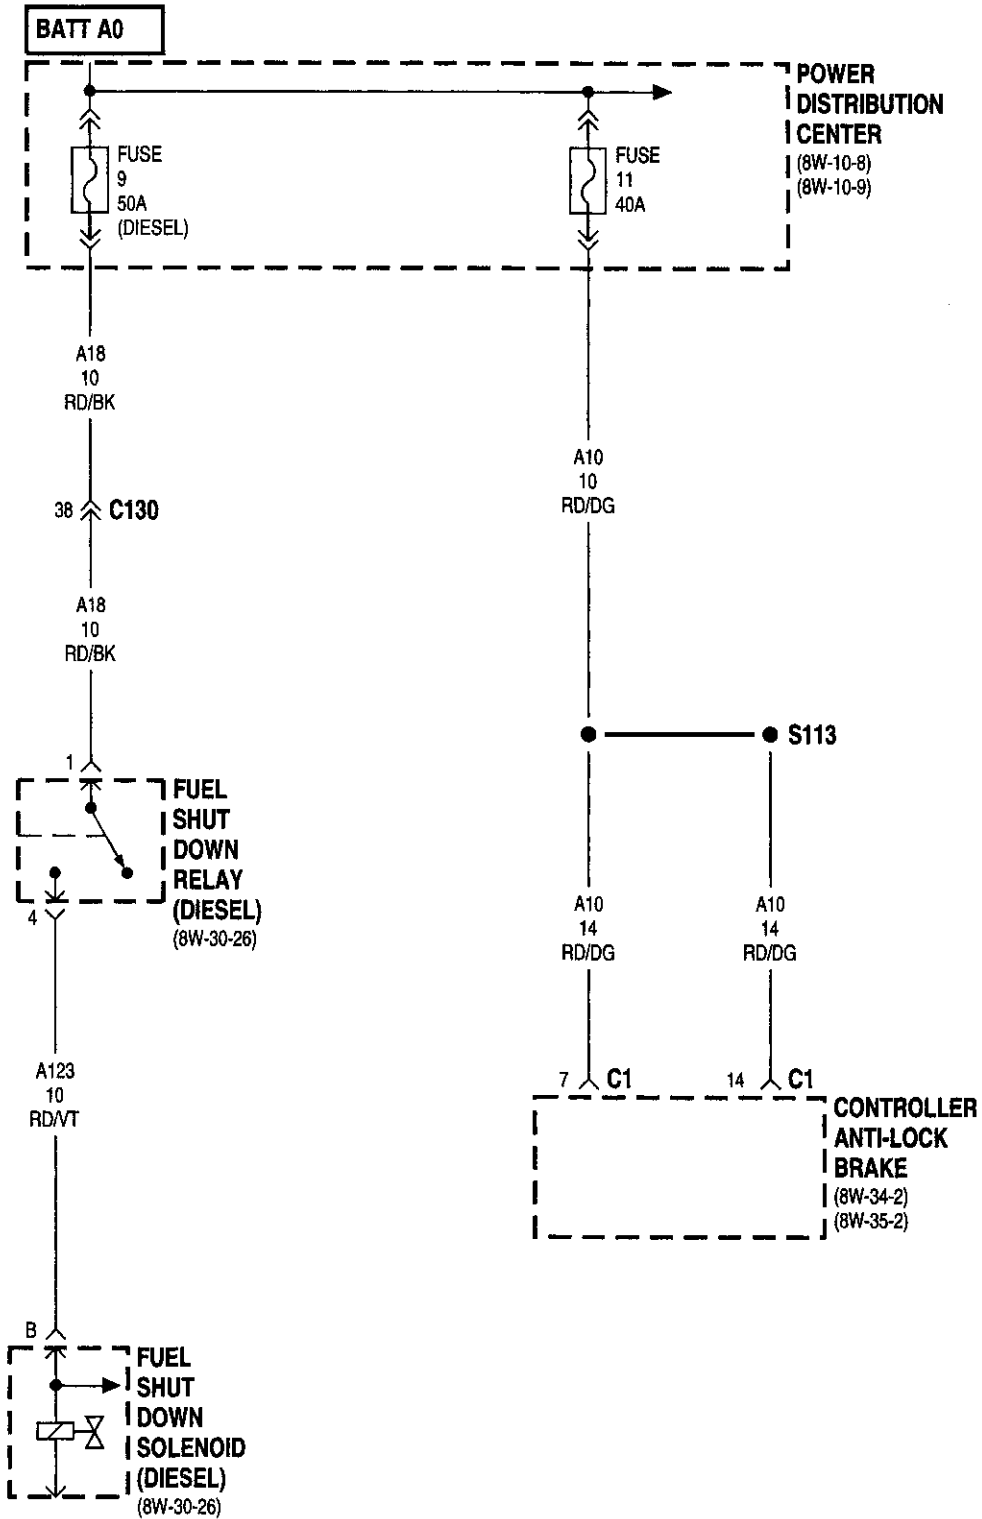 BATT A0
POWER
DISTRIBUTION
CENTER
(8W-10-8)
(8W-10-9)
FUSE
9
50A
(DIESEL)
FUSE
11
40A
A18
10
RD/BK
A10
10
RD/DG
38
C130
A18
10
RD/BK
S113
1
FUEL
SHUT
DOWN
RELAY
(DIESEL)
(8W-30-26)
4
A10
14
RD/DG
A10
14
RD/DG
A123
10
RD/VT
7
C1
14
C1
CONTROLLER
ANTI-LOCK
BRAKE
(8W-34-2)
(8W-35-2)
B
FUEL
SHUT
DOWN
SOLENOID
(DIESEL)
(8W-30-26)